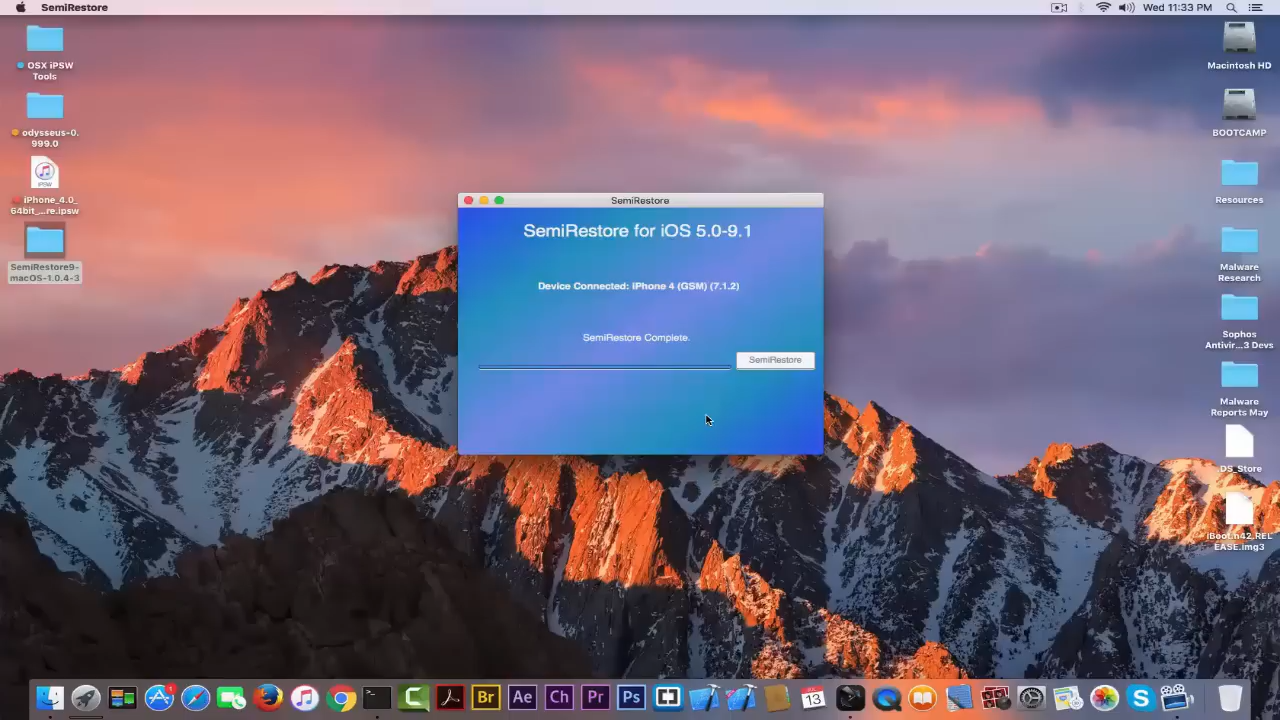 SemiRestore
Wed 11:33 PM
OSX iPSW
Tools
odysseus-0.
999.0
IPSW
iPhone_4.0_
64bit_...re.ipsw
SemiRestore9-
macOS-1.0.4-3
SemiRestore
SemiRestore for iOS 5.0-9.1
Device Connected: iPhone 4 (GSM) (7.1.2)
SemiRestore Complete.
SemiRestore
Macintosh HD
BOOTCAMP
Resources
Malware
Research
Sophos
Antivir...3 Devs
Malware
Reports May
DS_Store
iBoot.n42.REL
EASE.img3
1
Br
Ae
Ch
Pr
Ps
13
S